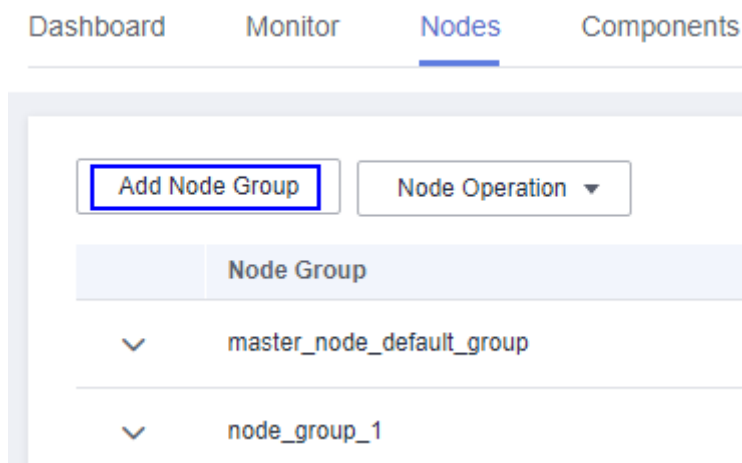 Dashboard Monitor Nodes Components
Add Node Group Node Operation
Node Group
master_node_default_group
node_group_1